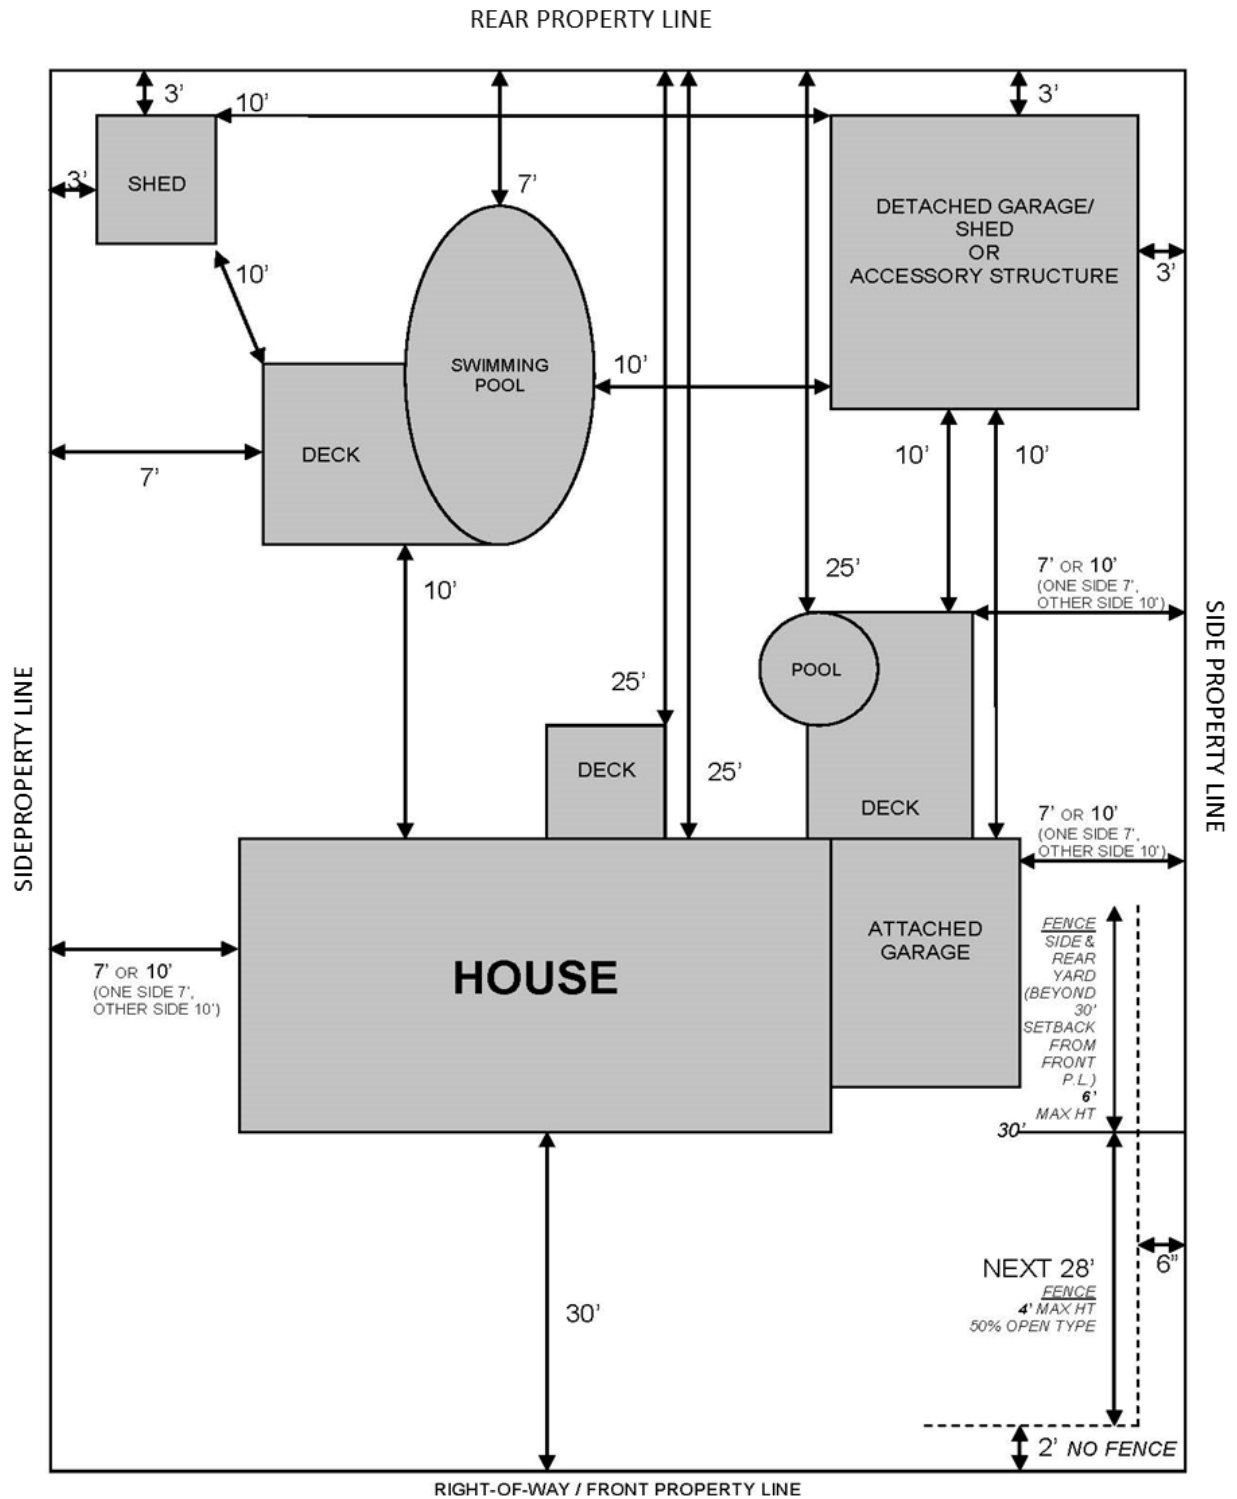 REAR PROPERTY LINE
3'
10'
3'
3'
SHED
7'
DETACHED GARAGE/
SHED
OR
ACCESSORY STRUCTURE
3'
10'
SWIMMING
POOL
10'
DECK
7'
10'
10'
10'
25'
7' OR 10'
(ONE SIDE 7',
OTHER SIDE 10')
SIDE PROPERTY LINE
SIDEPROPERTY LINE
POOL
25'
DECK
25'
DECK
7' OR 10'
(ONE SIDE 7',
OTHER SIDE 10')
ATTACHED
GARAGE
HOUSE
7' OR 10'
(ONE SIDE 7',
OTHER SIDE 10')
FENCE
SIDE &
REAR
YARD
(BEYOND
30'
SETBACK
FROM
FRONT
P.L.)
6'
MAX HT
30'
30'
NEXT 28'
FENCE
4' MAX HT
50% OPEN TYPE
6"
2' NO FENCE
RIGHT-OF-WAY / FRONT PROPERTY LINE